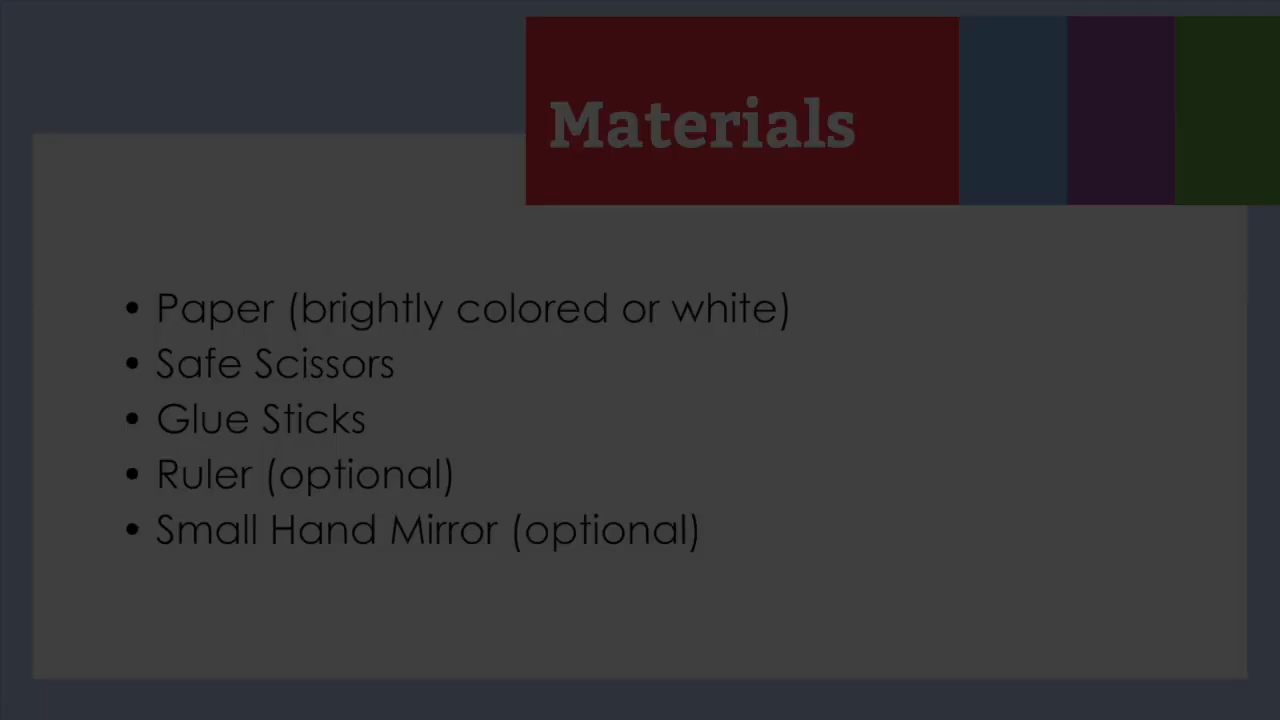 Materials
• Paper (brightly colored or white)
• Safe Scissors
• Glue Sticks
• Ruler (optional)
• Small Hand Mirror (optional)